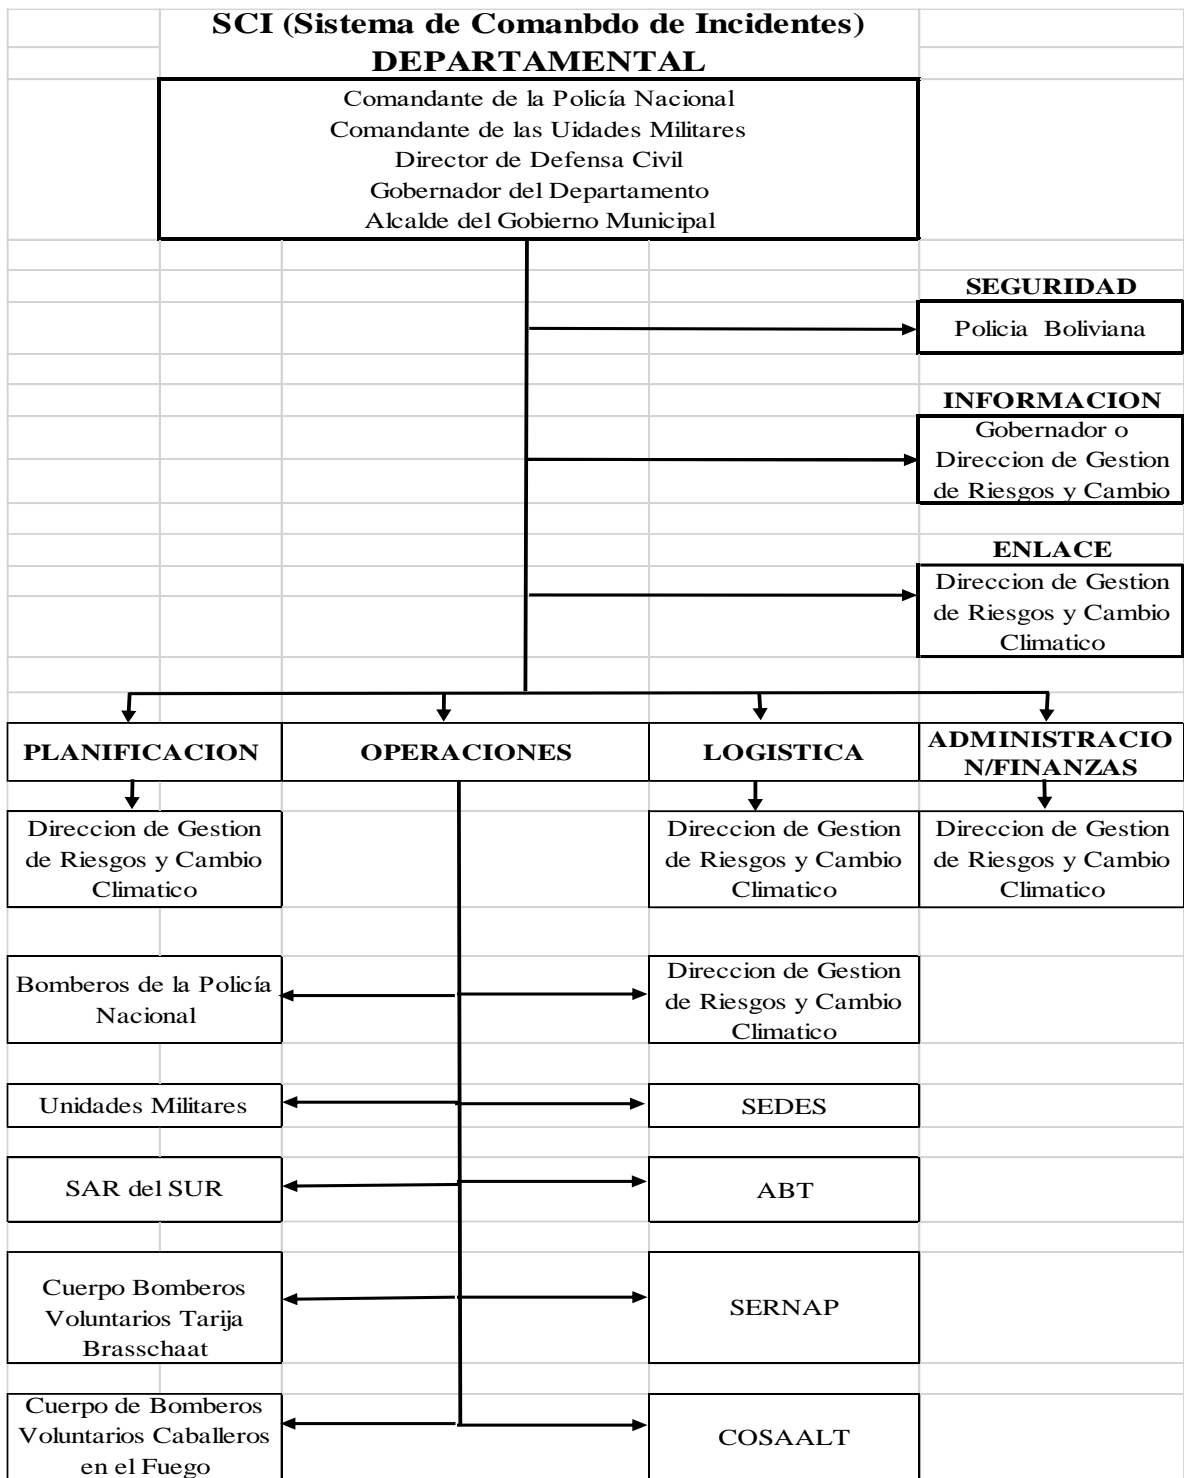 SCI (Sistema de Comanbdo de Incidentes)
DEPARTAMENTAL
Comandante de la Policía Nacional
Comandante de las Uidades Militares
Director de Defensa Civil
Gobernador del Departamento
Alcalde del Gobierno Municipal
SEGURIDAD
Policia Boliviana
INFORMACION
Gobernador o
Direccion de Gestion
de Riesgos y Cambio
ENLACE
Direccion de Gestion
de Riesgos y Cambio
Climatico
PLANIFICACION
OPERACIONES
LOGISTICA
ADMINISTRACIO
N/FINANZAS
Direccion de Gestion
de Riesgos y Cambio
Climatico
Direccion de Gestion
de Riesgos y Cambio
Climatico
Direccion de Gestion
de Riesgos y Cambio
Climatico
Bomberos de la Policía
Nacional
Direccion de Gestion
de Riesgos y Cambio
Climatico
Unidades Militares
SEDES
SAR del SUR
ABT
Cuerpo Bomberos
Voluntarios Tarija
Brasschaat
SERNAP
Cuerpo de Bomberos
Voluntarios Caballeros
en el Fuego
COSAALT